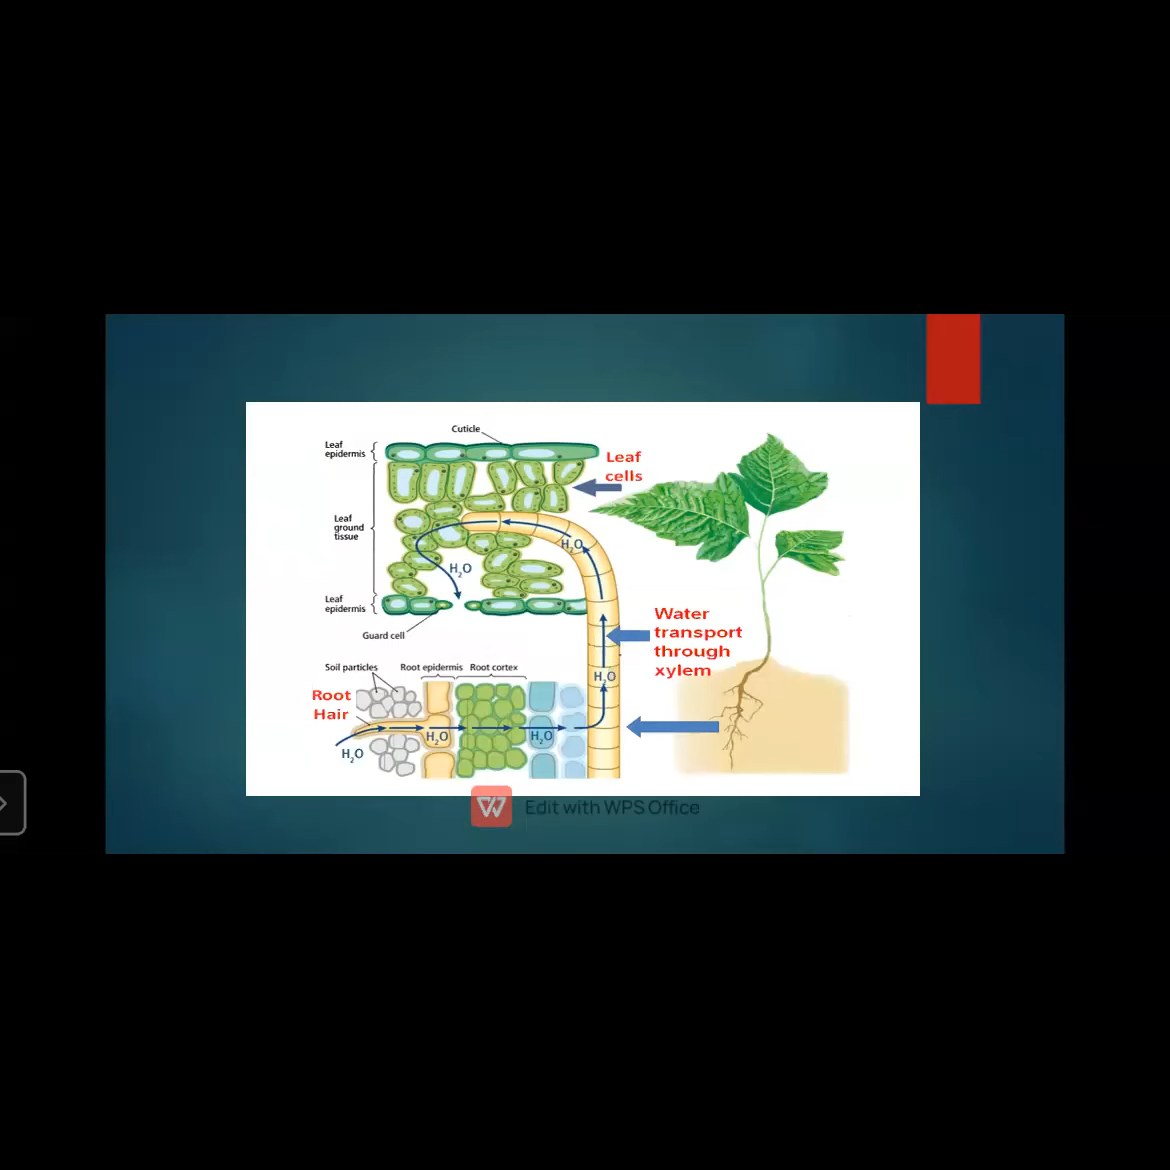 Cuticle
Leaf
epidermis
Leaf
cells
Leaf
ground
tissue
H2O
H2O
Leaf
epidermis
Guard cell
Water
transport
through
xylem
Soil particles
Root epidermis
Root cortex
H2O
Root
Hair
H2O
H2O
H2O
Edit with WPS Office